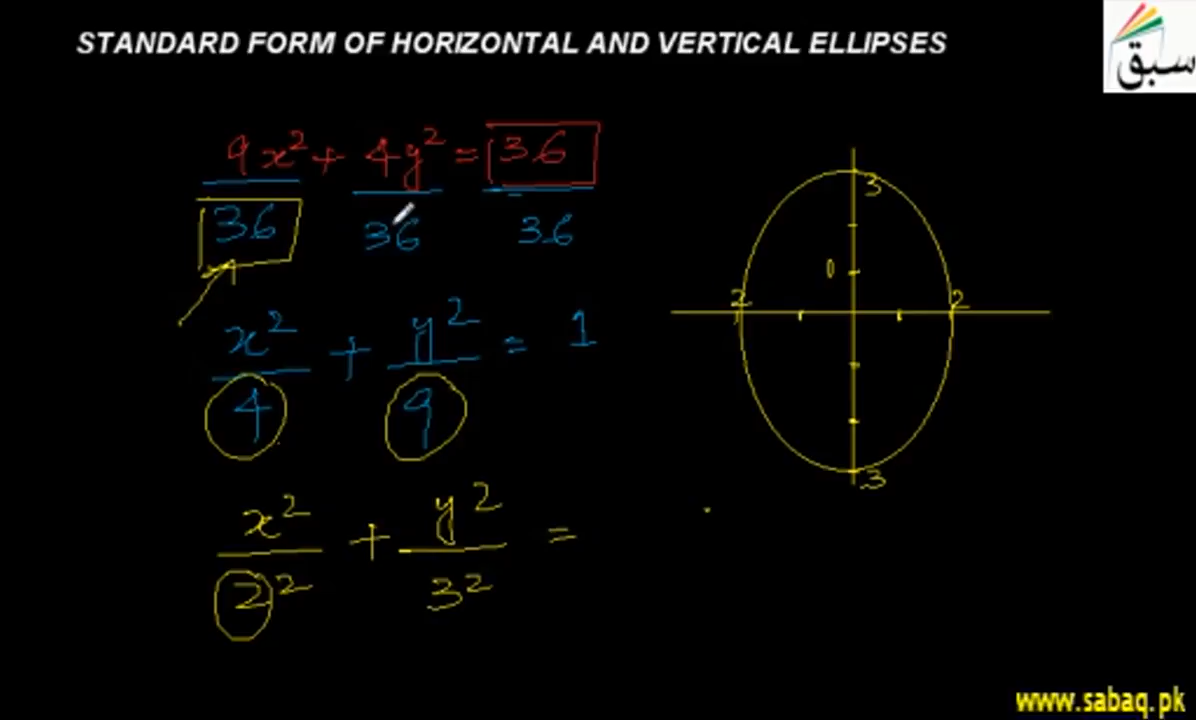 STANDARD FORM OF HORIZONTAL AND VERTICAL ELLIPSES
سبق
9x² + 4y² = 36
36 36 36
x² + y² = 1
4 9
x² + y² =
2² 3²
3
0
2 2
3
www.sabaq.pk